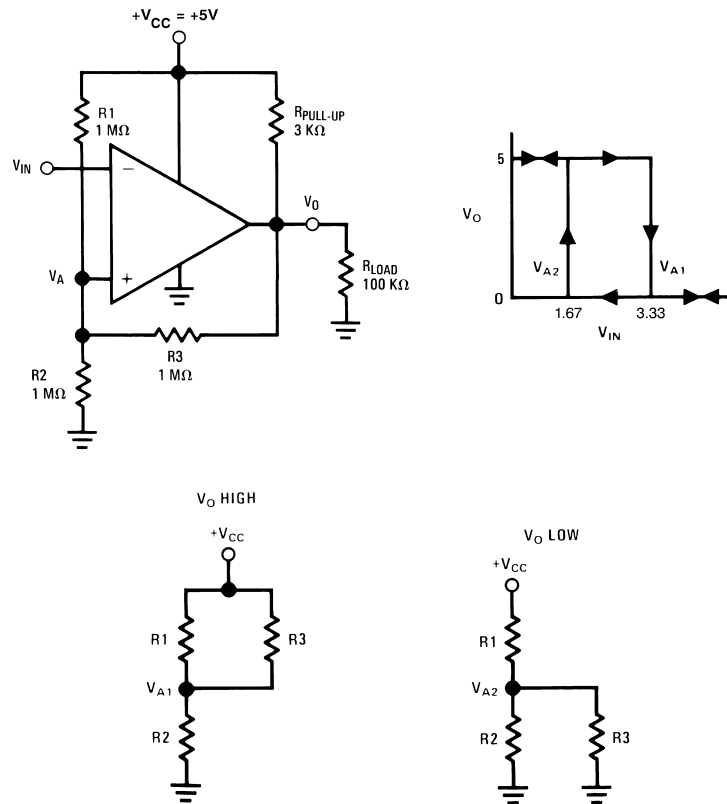 +VCC = +5V
R1
1 MΩ
RPULL-UP
3 KΩ
VIN
−
VO
VA
+
RLOAD
100 KΩ
R3
1 MΩ
R2
1 MΩ
5
VO
VA2
VA1
0
1.67
3.33
VIN
VO HIGH
+VCC
R1
R3
VA1
R2
VO LOW
+VCC
R1
VA2
R2
R3